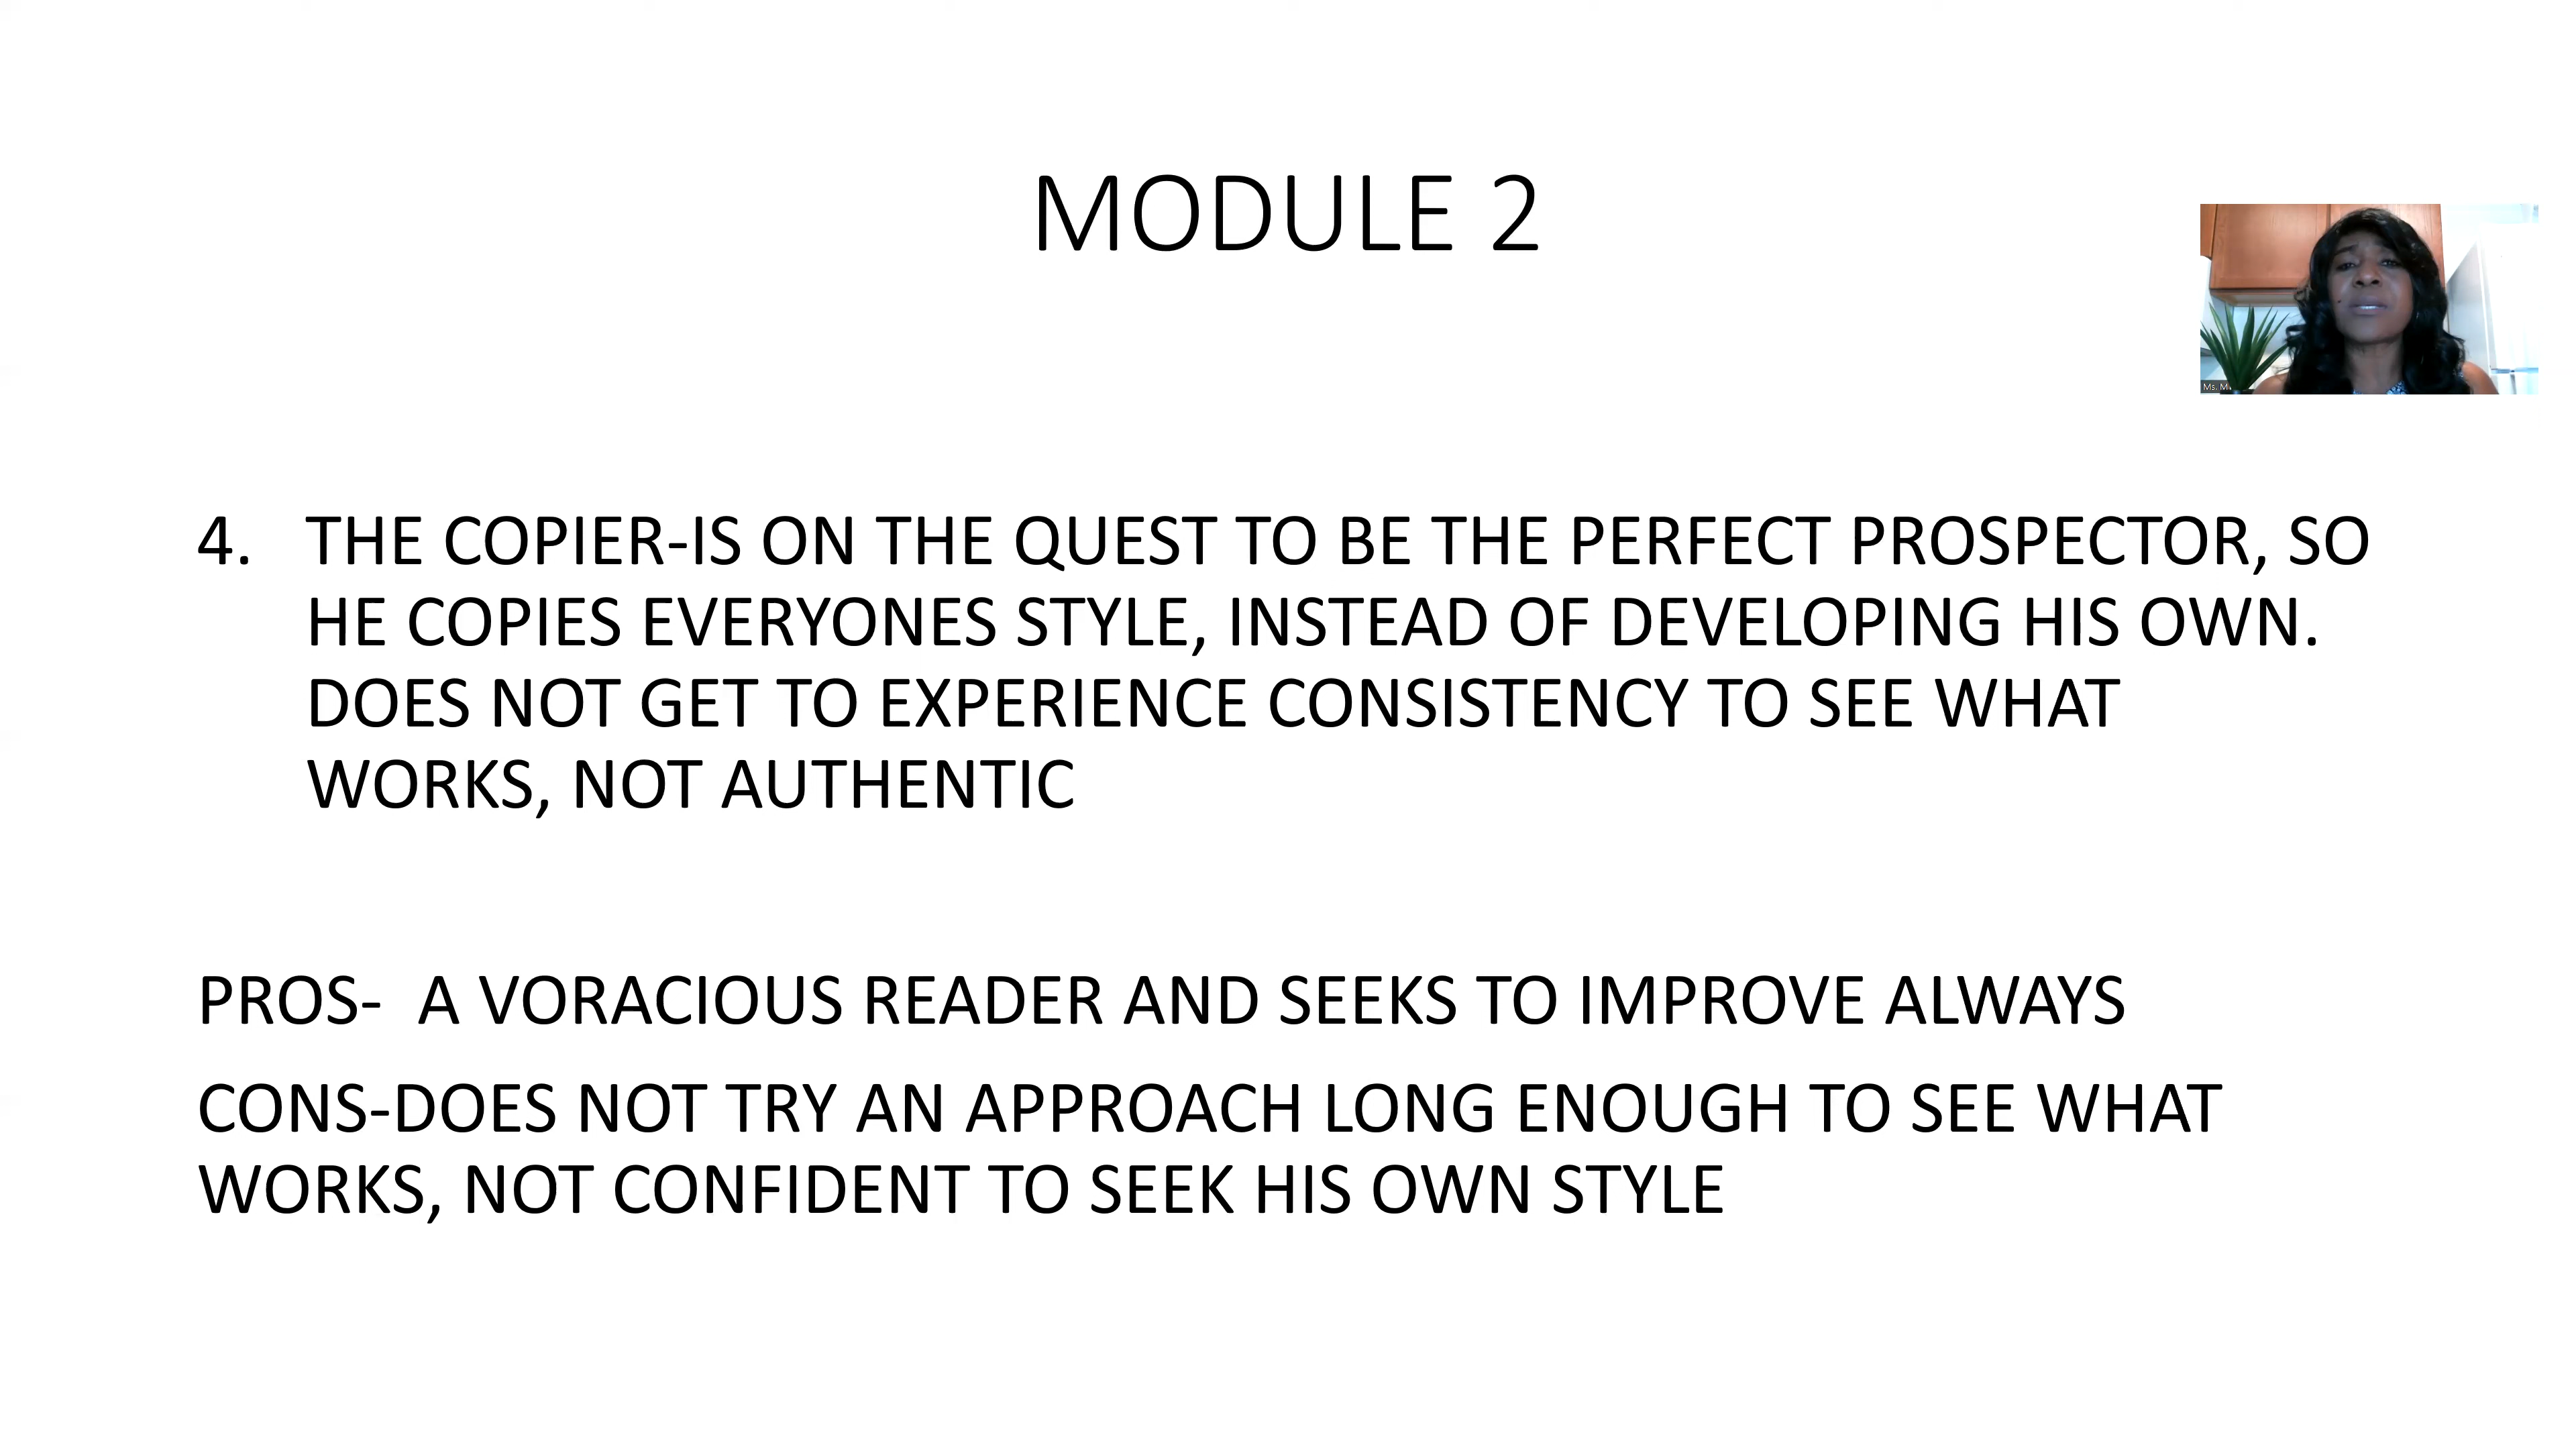 MODULE 2
Ms. M
4. THE COPIER-IS ON THE QUEST TO BE THE PERFECT PROSPECTOR, SO
HE COPIES EVERYONES STYLE, INSTEAD OF DEVELOPING HIS OWN.
DOES NOT GET TO EXPERIENCE CONSISTENCY TO SEE WHAT
WORKS, NOT AUTHENTIC
PROS- A VORACIOUS READER AND SEEKS TO IMPROVE ALWAYS
CONS-DOES NOT TRY AN APPROACH LONG ENOUGH TO SEE WHAT
WORKS, NOT CONFIDENT TO SEEK HIS OWN STYLE